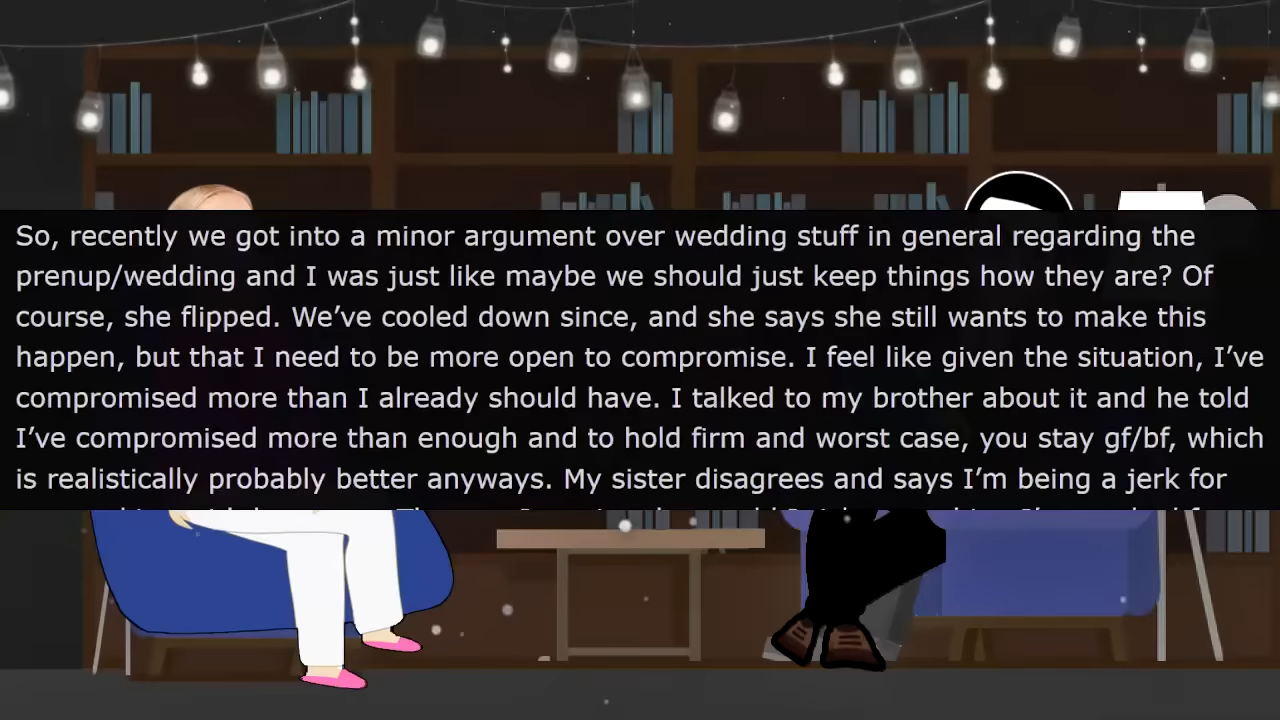 So, recently we got into a minor argument over wedding stuff in general regarding the
prenup/wedding and I was just like maybe we should just keep things how they are? Of
course, she flipped. We’ve cooled down since, and she says she still wants to make this
happen, but that I need to be more open to compromise. I feel like given the situation, I’ve
compromised more than I already should have. I talked to my brother about it and he told
I’ve compromised more than enough and to hold firm and worst case, you stay gf/bf, which
is realistically probably better anyways. My sister disagrees and says I’m being a jerk for